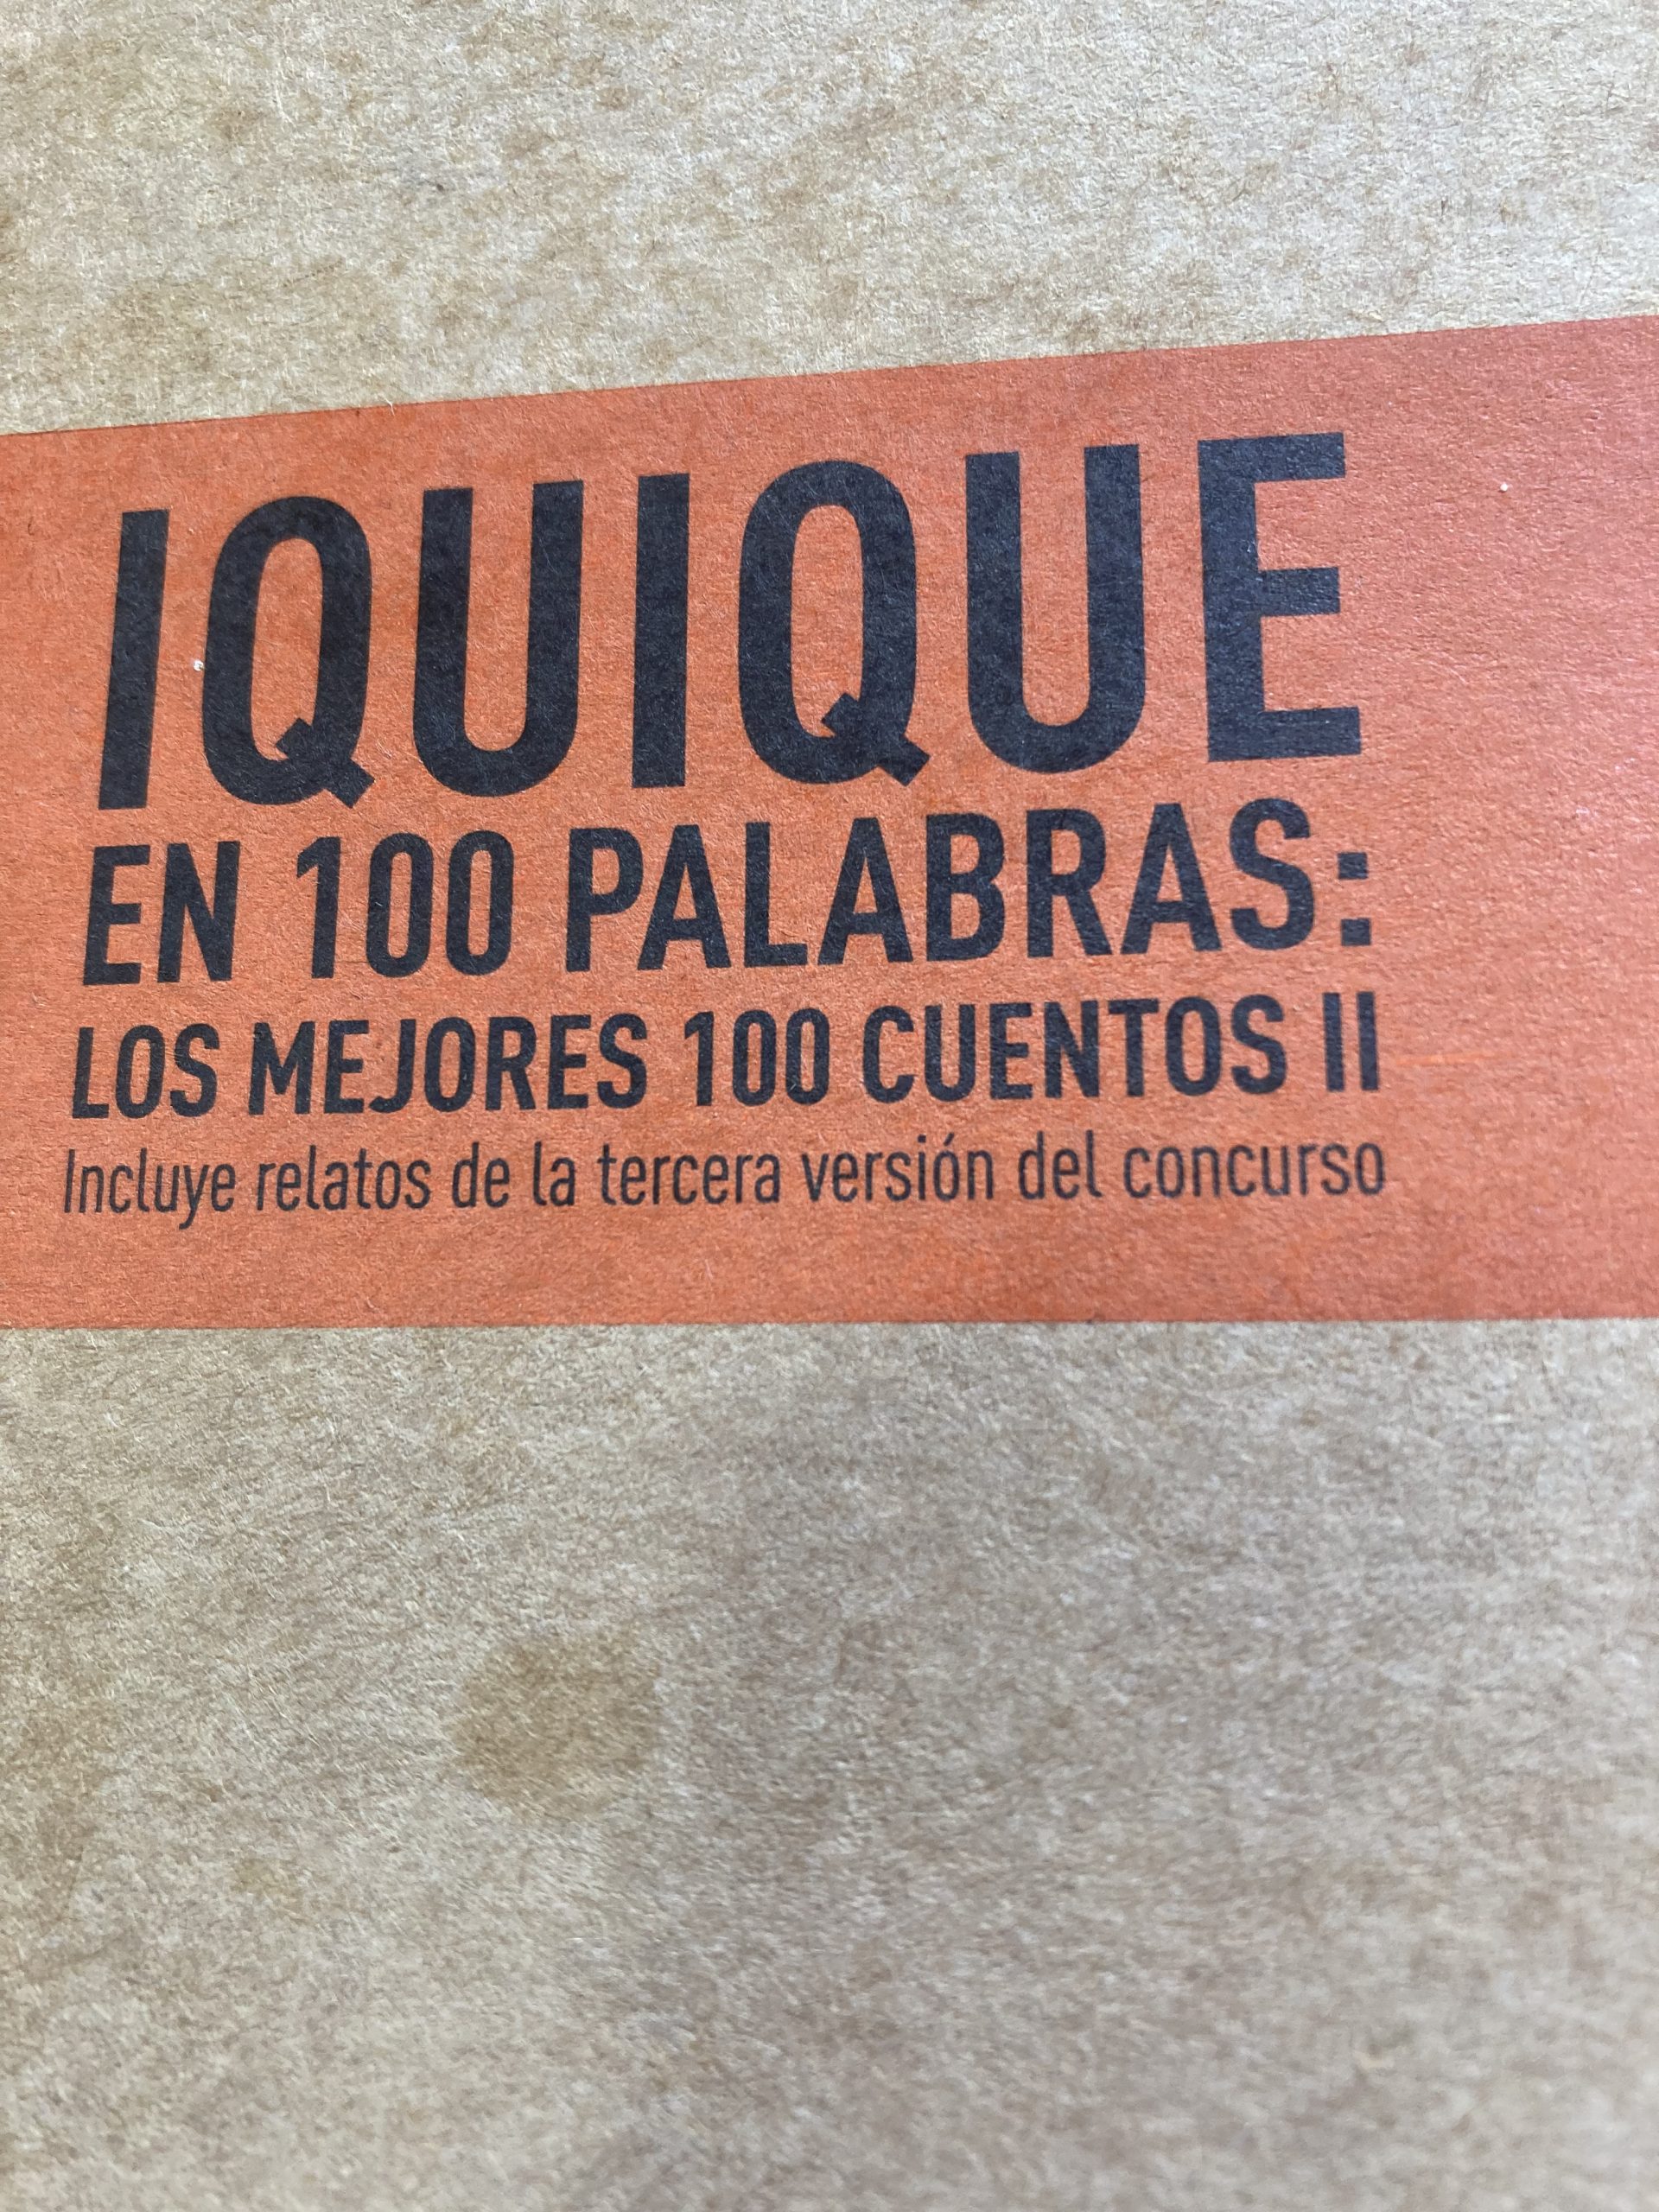 IQUIQUE
EN 100 PALABRAS:
LOS MEJORES 100 CUENTOS II
Incluye relatos de la tercera versión del concurso